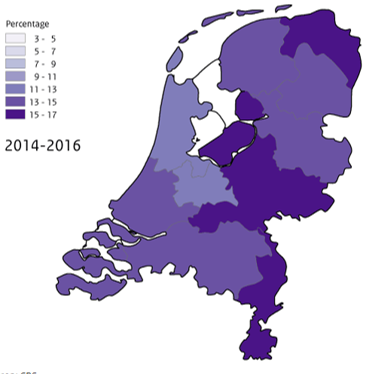 Percentage
3 - 5
5 - 7
7 - 9
9 - 11
11 - 13
13 - 15
15 - 17
2014-2016